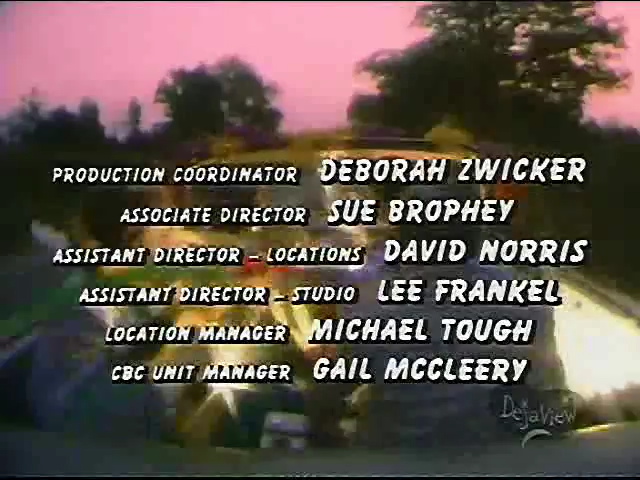 PRODUCTION COORDINATOR DEBORAH ZWICKER
ASSOCIATE DIRECTOR SUE BROPHEY
ASSISTANT DIRECTOR – LOCATIONS DAVID NORRIS
ASSISTANT DIRECTOR – STUDIO LEE FRANKEL
LOCATION MANAGER MICHAEL TOUGH
CBC UNIT MANAGER GAIL MCCLEERY
DejaView